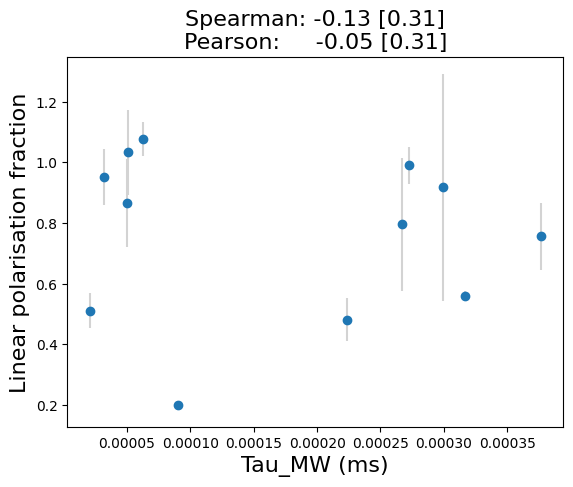 Spearman: -0.13 [0.31]
Pearson: -0.05 [0.31]
Linear polarisation fraction
1.2
1.0
0.8
0.6
0.4
0.2
0.00005 0.00010 0.00015 0.00020 0.00025 0.00030 0.00035
Tau_MW (ms)